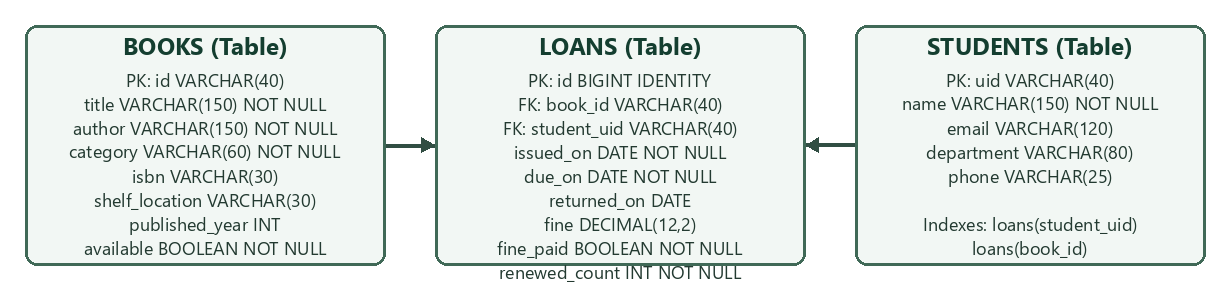 BOOKS (Table)
PK: id VARCHAR(40)
title VARCHAR(150) NOT NULL
author VARCHAR(150) NOT NULL
category VARCHAR(60) NOT NULL
isbn VARCHAR(30)
shelf_location VARCHAR(30)
published_year INT
available BOOLEAN NOT NULL
LOANS (Table)
PK: id BIGINT IDENTITY
FK: book_id VARCHAR(40)
FK: student_uid VARCHAR(40)
issued_on DATE NOT NULL
due_on DATE NOT NULL
returned_on DATE
fine DECIMAL(12,2)
fine_paid BOOLEAN NOT NULL
renewed_count INT NOT NULL
STUDENTS (Table)
PK: uid VARCHAR(40)
name VARCHAR(150) NOT NULL
email VARCHAR(120)
department VARCHAR(80)
phone VARCHAR(25)
Indexes: loans(student_uid)
loans(book_id)